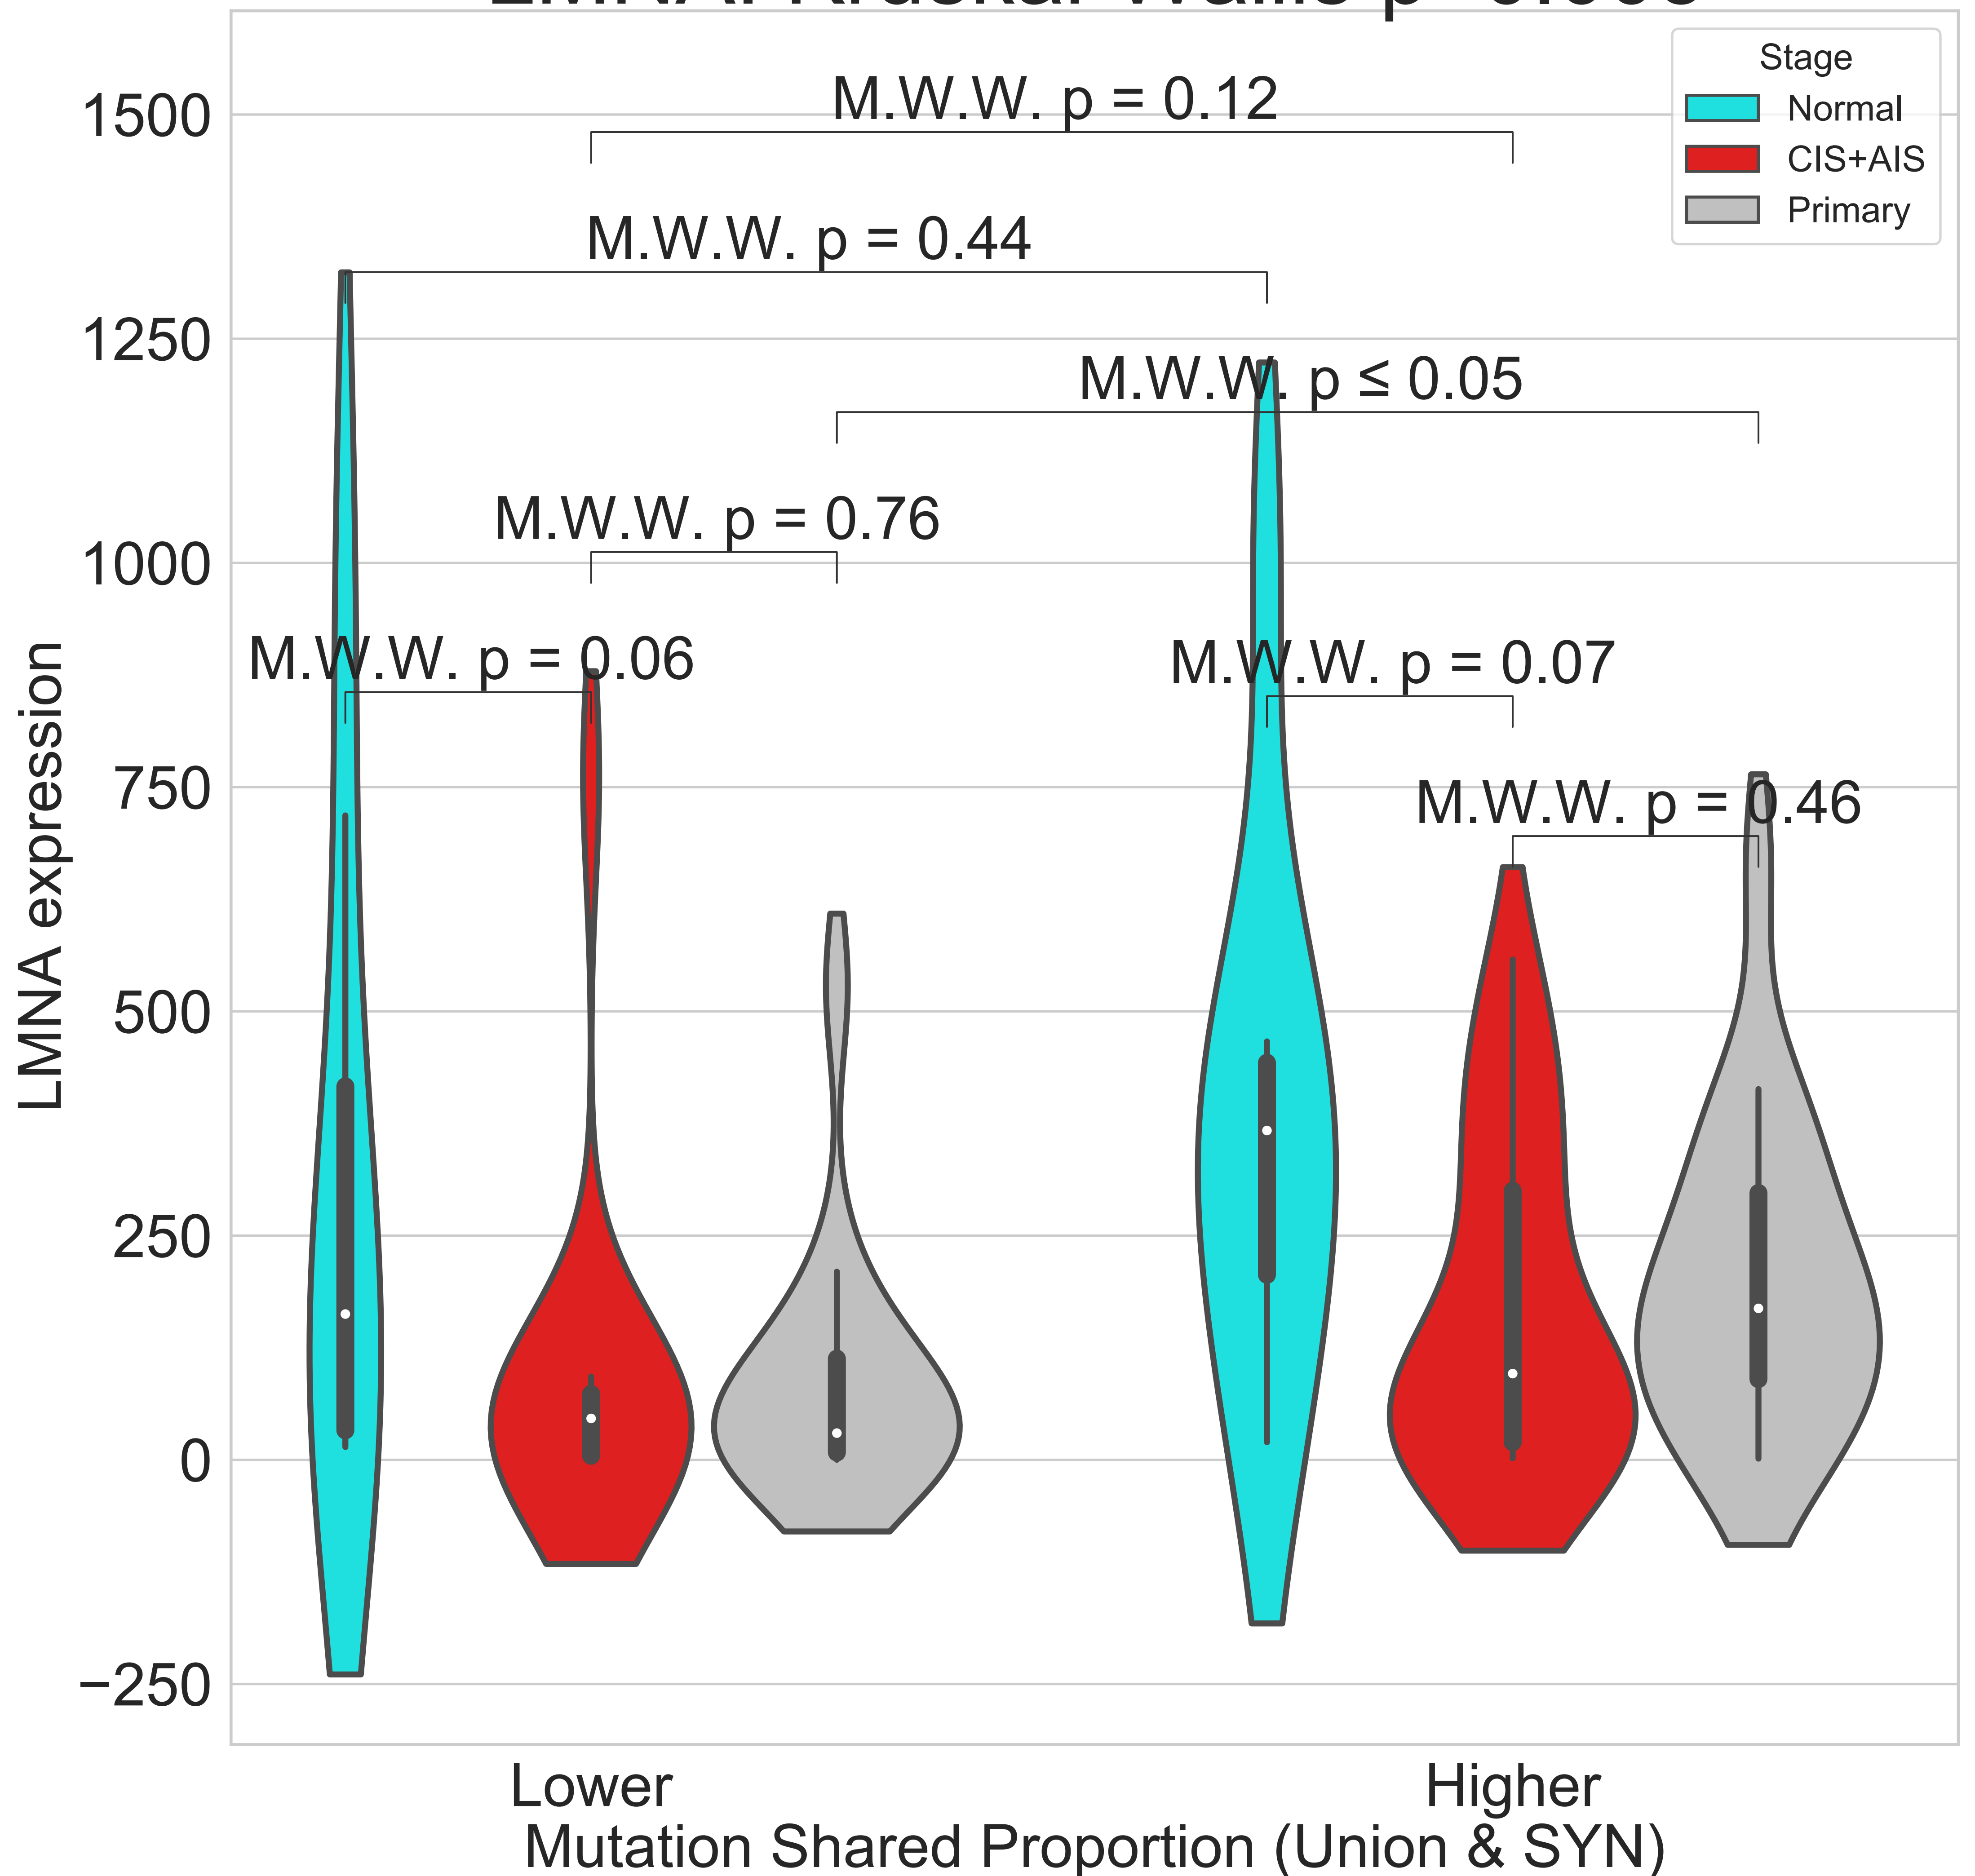 Stage
Normal
CIS+AIS
Primary
M.W.W. p = 0.12
M.W.W. p = 0.44
M.W.W. p ≤ 0.05
M.W.W. p = 0.76
M.W.W. p = 0.06
M.W.W. p = 0.07
M.W.W. p = 0.46
1500
1250
1000
750
500
250
0
−250
LMNA expression
Lower
Higher
Mutation Shared Proportion (Union & SYN)